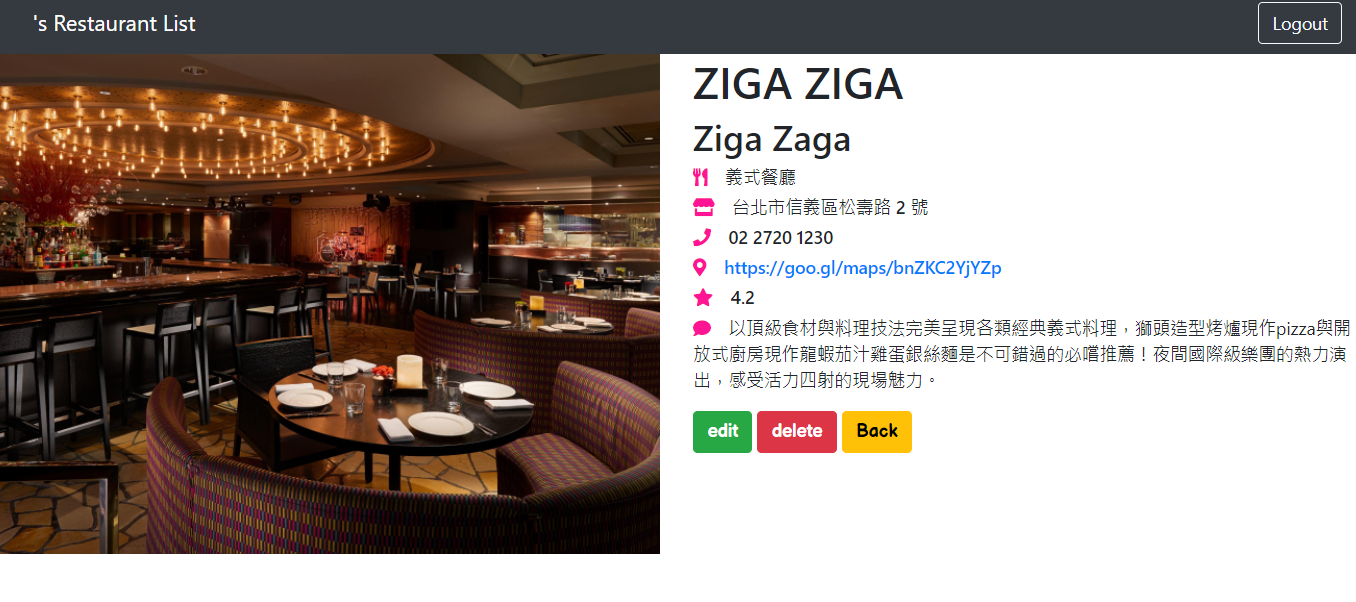 's Restaurant List
Logout
ZIGA ZIGA
Ziga Zaga
義式餐廳
台北市信義區松壽路 2 號
02 2720 1230
https://goo.gl/maps/bnZKC2YjYZp
4.2
以頂級食材與料理技法完美呈現各類經典義式料理，獅頭造型烤爐現作pizza與開
放式廚房現作龍蝦茄汁雞蛋銀絲麵是不可錯過的必嚐推薦！夜間國際級樂團的熱力演
出，感受活力四射的現場魅力。
edit
delete
Back